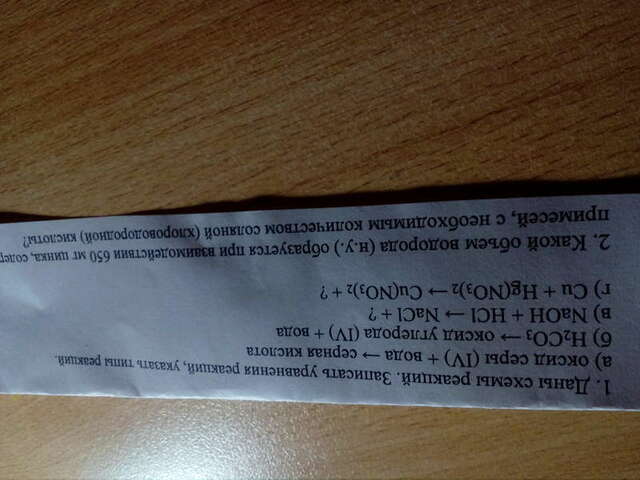 1. Даны схемы реакций. Записать уравнения реакций, указать типы реакций.
а) оксид серы (IV) + вода → серная кислота
б) H₂CO₃ → оксид углерода (IV) + вода
в) NaOH + HCl → NaCl + ?
г) Cu + Hg(NO₃)₂ → Cu(NO₃)₂ + ?
2. Какой объем водорода (н.у.) образуется при взаимодействии 650 мг цинка,
примесей, с необходимым количеством соляной (хлороводородной) кислоты?